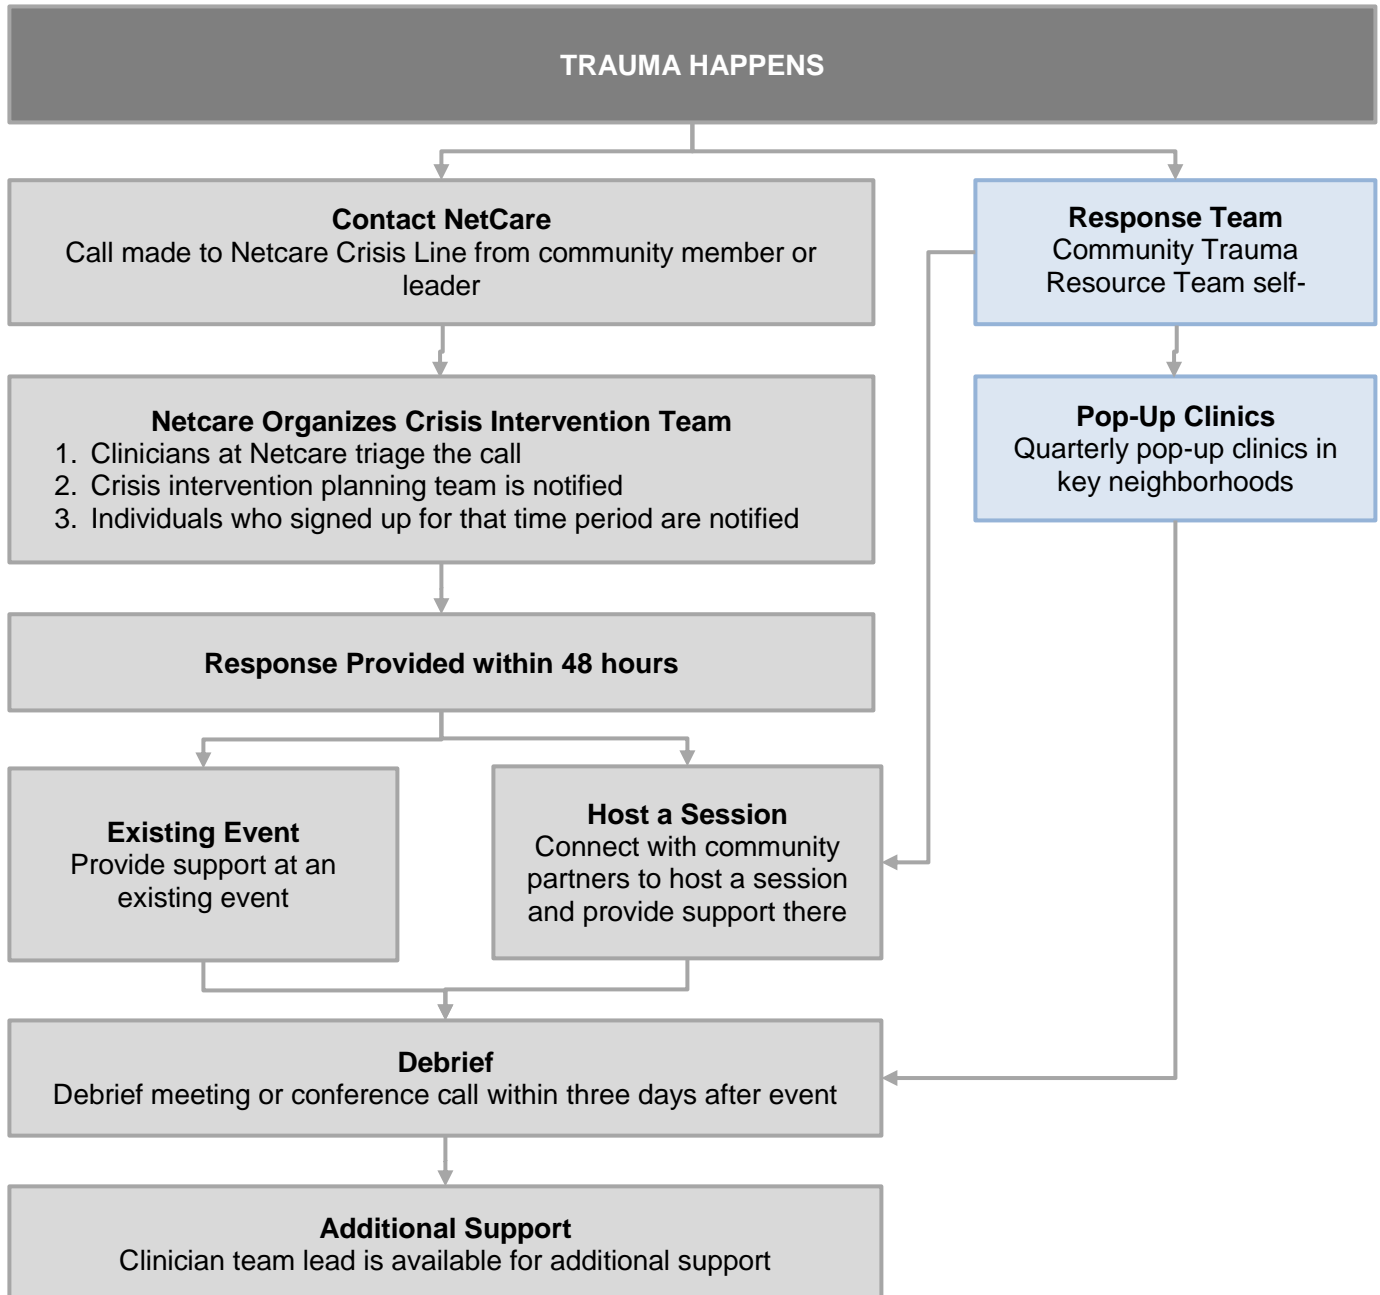 TRAUMA HAPPENS
Contact NetCare
Call made to Netcare Crisis Line from community member or
leader
Response Team
Community Trauma
Resource Team self-
Netcare Organizes Crisis Intervention Team
1. Clinicians at Netcare triage the call
2. Crisis intervention planning team is notified
3. Individuals who signed up for that time period are notified
Pop-Up Clinics
Quarterly pop-up clinics in
key neighborhoods
Response Provided within 48 hours
Existing Event
Provide support at an
existing event
Host a Session
Connect with community
partners to host a session
and provide support there
Debrief
Debrief meeting or conference call within three days after event
Additional Support
Clinician team lead is available for additional support